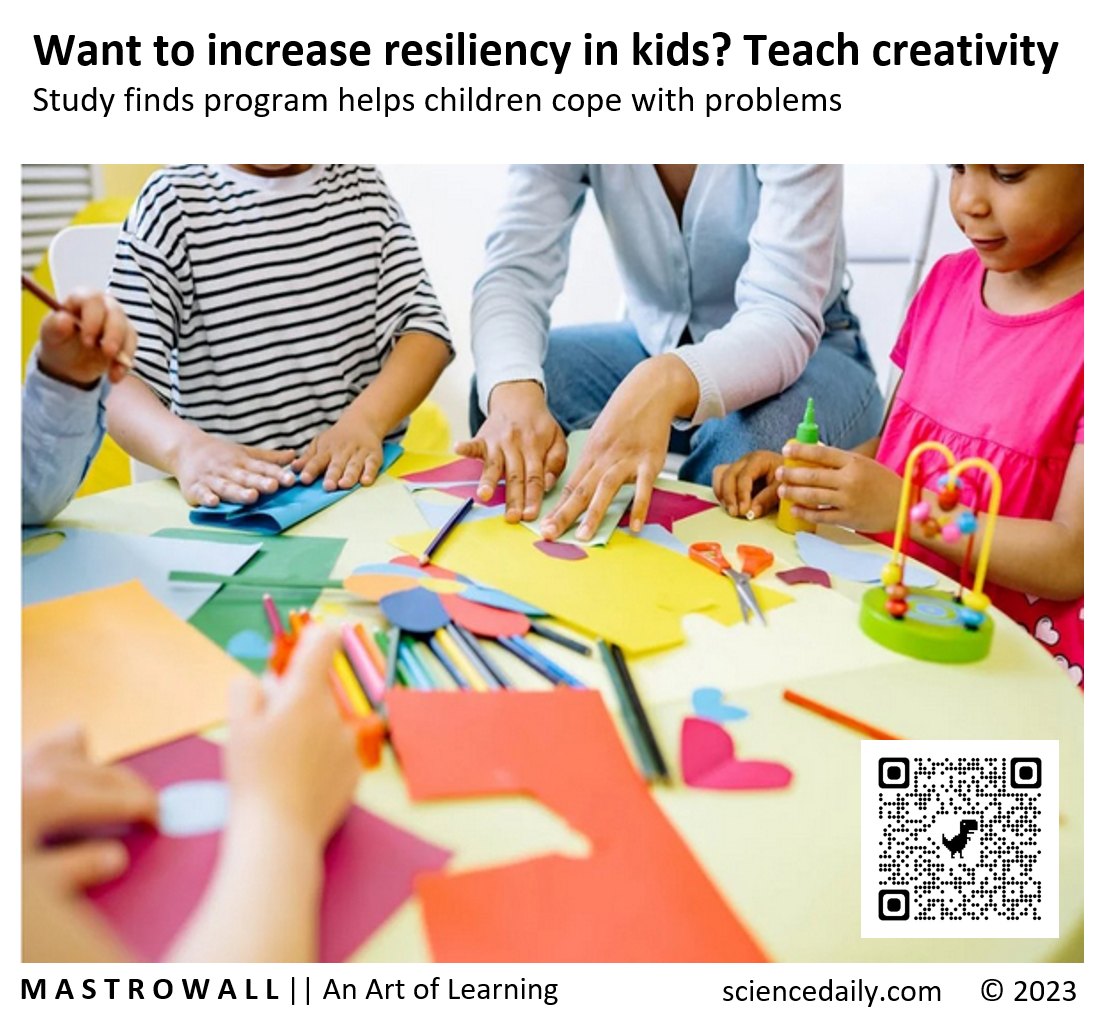 Want to increase resiliency in kids? Teach creativity
Study finds program helps children cope with problems
MASTROWALL || An Art of Learning
sciencedaily.com © 2023